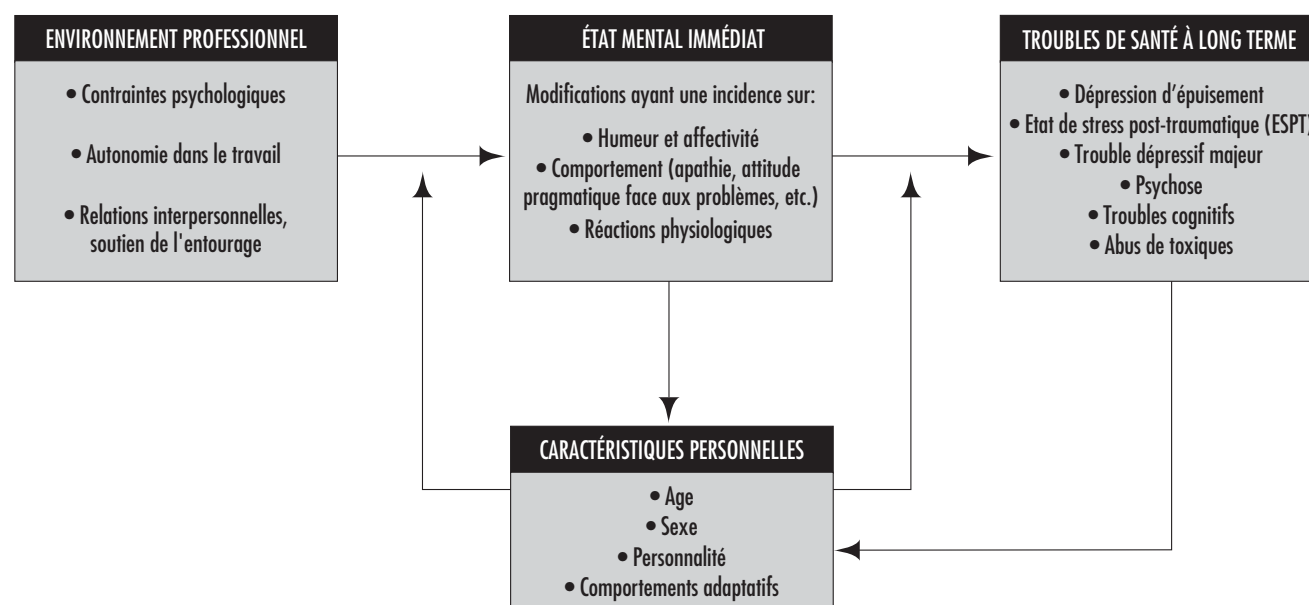 ENVIRONNEMENT PROFESSIONNEL
• Contraintes psychologiques
• Autonomie dans le travail
• Relations interpersonnelles,
soutien de l'entourage
ÉTAT MENTAL IMMÉDIAT
Modifications ayant une incidence sur:
• Humeur et affectivité
• Comportement (apathie, attitude
pragmatique face aux problèmes, etc.)
• Réactions physiologiques
TROUBLES DE SANTÉ À LONG TERME
• Dépression d’épuisement
• Etat de stress post-traumatique (ESPT)
• Trouble dépressif majeur
• Psychose
• Troubles cognitifs
• Abus de toxiques
CARACTÉRISTIQUES PERSONNELLES
• Age
• Sexe
• Personnalité
• Comportements adaptatifs